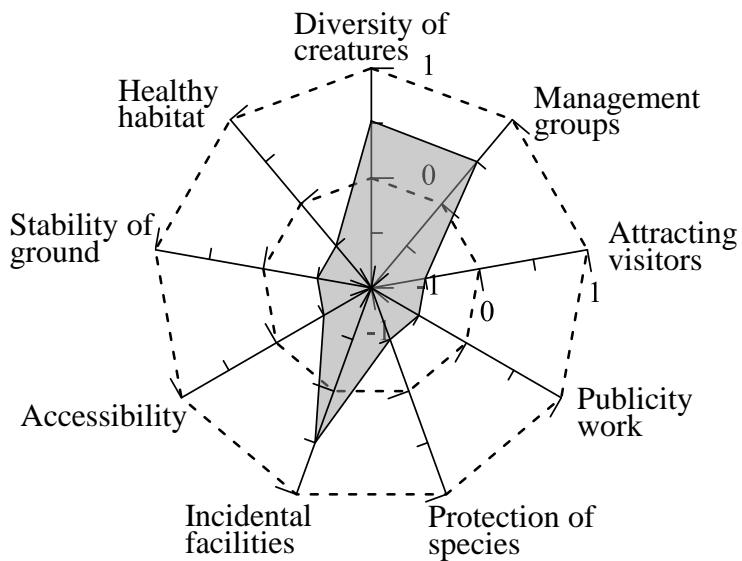 Diversity of
creatures
1
Healthy
habitat
Management
groups
0
Stability of
ground
Attracting
visitors
-1
0
1
-1
Accessibility
Publicity
work
Incidental
facilities
Protection of
species